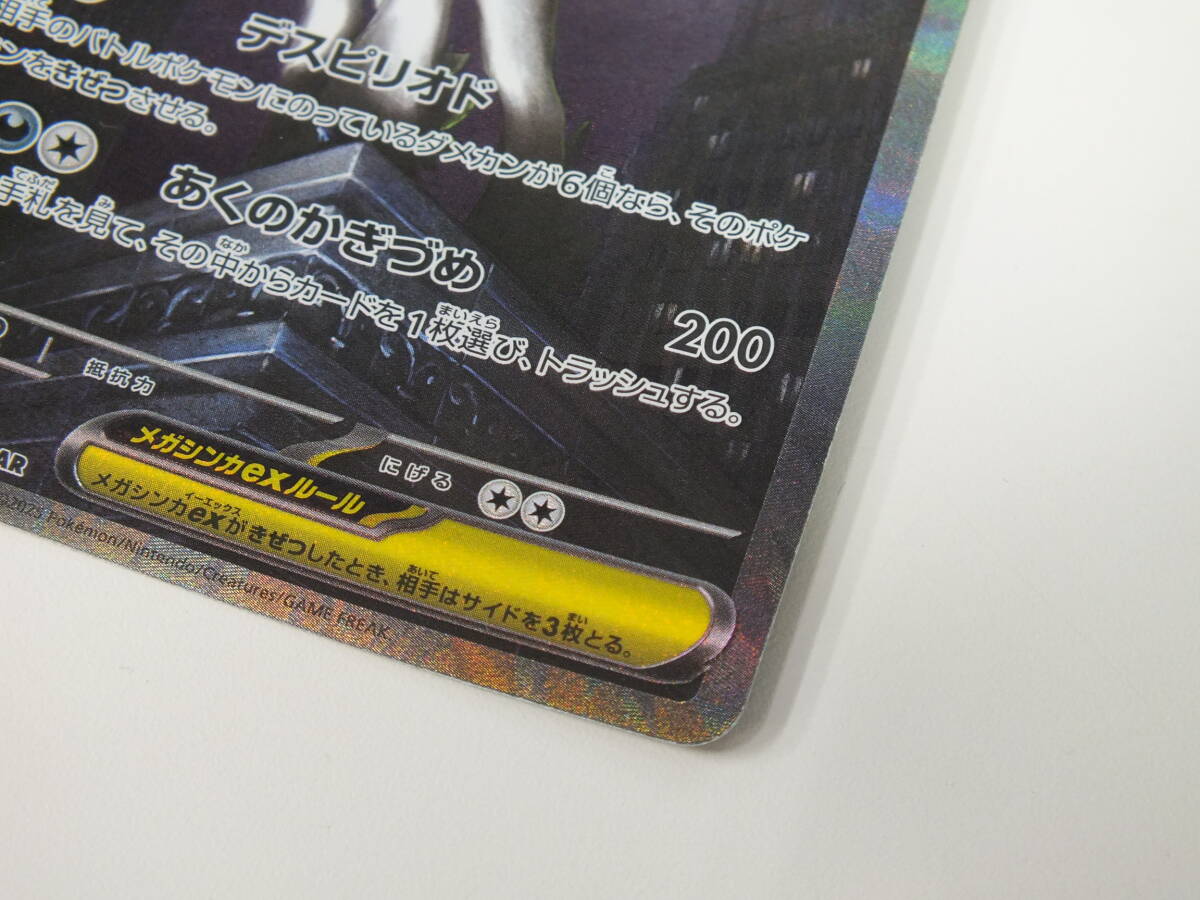 デスピリオド
相手のバトルポケモンにのっているダメカンが6個なら、そのポケ
ンをきぜつさせる。
あくのかぎづめ 200
手札を見て、その中からカードを1枚選び、トラッシュする。
抵抗力
にげる
AR
メガシンカexルール
メガシンカexがきぜつしたとき、相手はサイドを3枚とる。
Pokémon/Nintendo/Creatures/GAME FREAK.